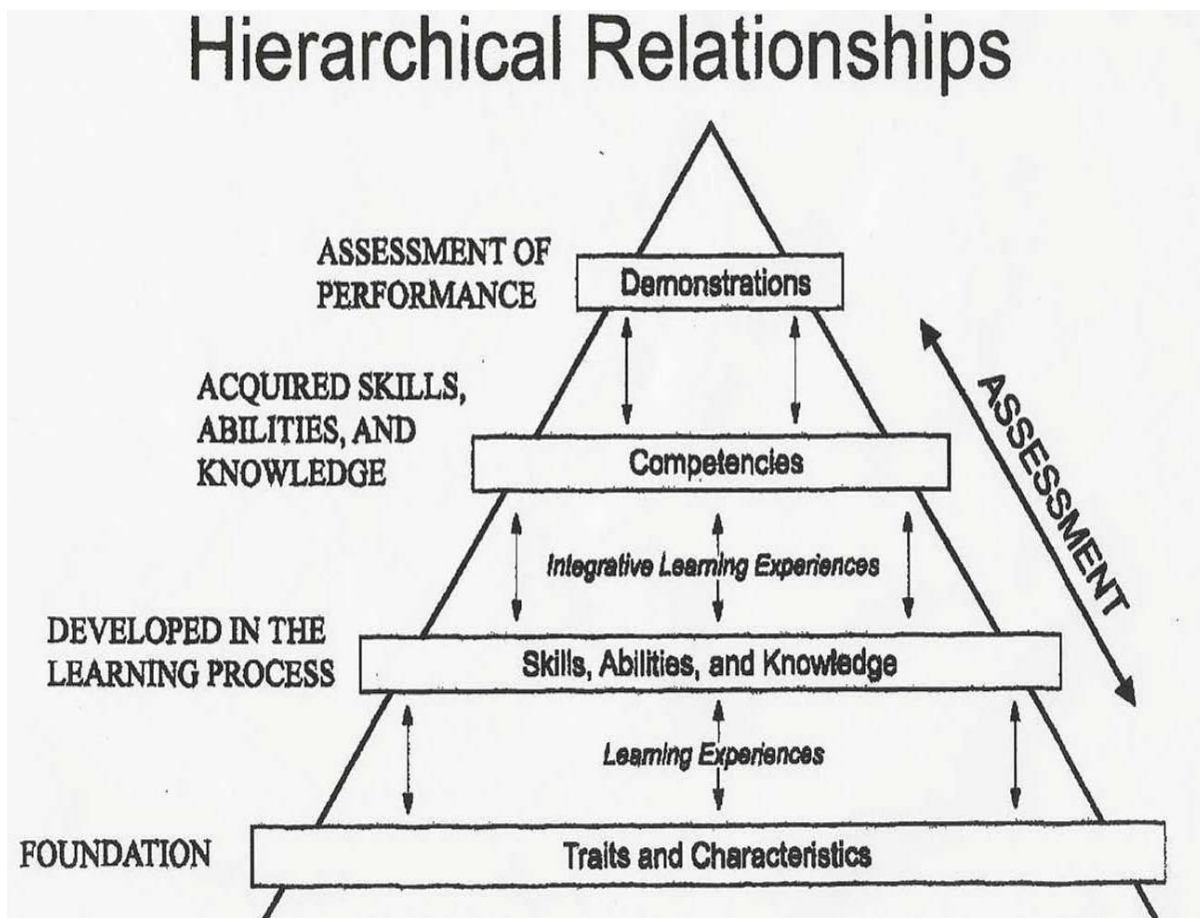 Hierarchical Relationships
ASSESSMENT OF
PERFORMANCE
Demonstrations
ACQUIRED SKILLS,
ABILITIES, AND
KNOWLEDGE
Competencies
ASSESSMENT
Integrative Learning Experiences
DEVELOPED IN THE
LEARNING PROCESS
Skills, Abilities, and Knowledge
Learning Experiences
FOUNDATION
Traits and Characteristics